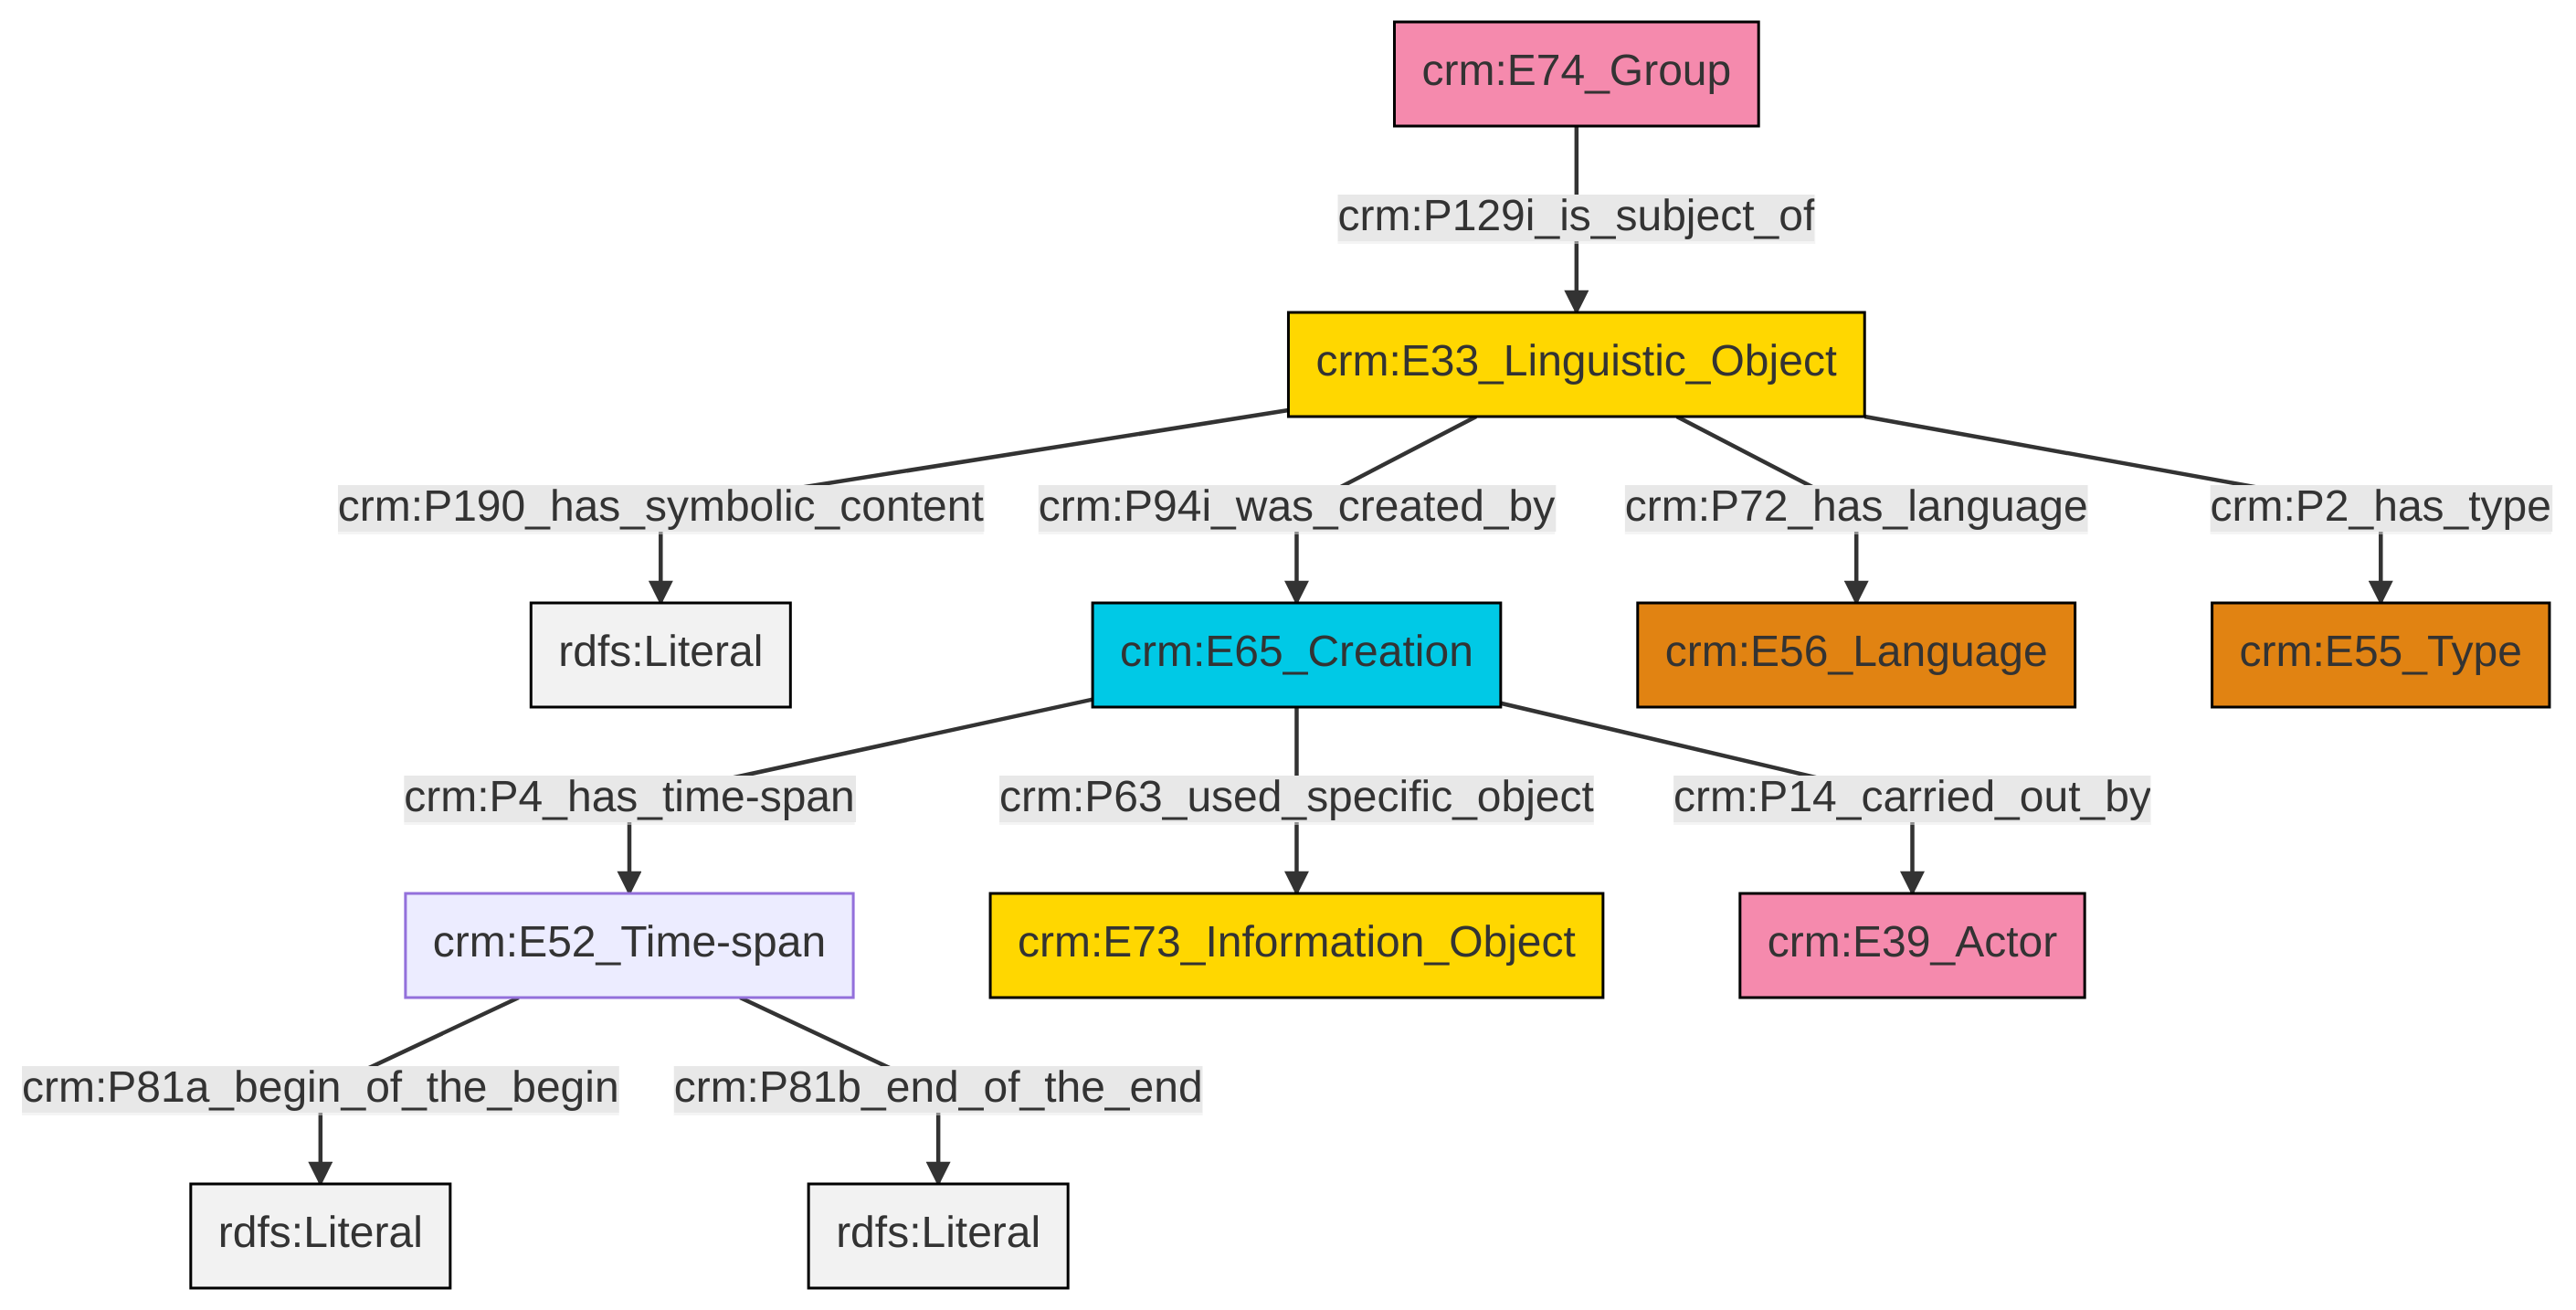 crm:E74_Group
crm:P129i_is_subject_of
crm:E33_Linguistic_Object
crm:P190_has_symbolic_content
crm:P94i_was_created_by
crm:P72_has_language
crm:P2_has_type
rdfs:Literal
crm:E65_Creation
crm:E56_Language
crm:E55_Type
crm:P4_has_time-span
crm:P63_used_specific_object
crm:P14_carried_out_by
crm:E52_Time-span
crm:E73_Information_Object
crm:E39_Actor
crm:P81a_begin_of_the_begin
crm:P81b_end_of_the_end
rdfs:Literal
rdfs:Literal